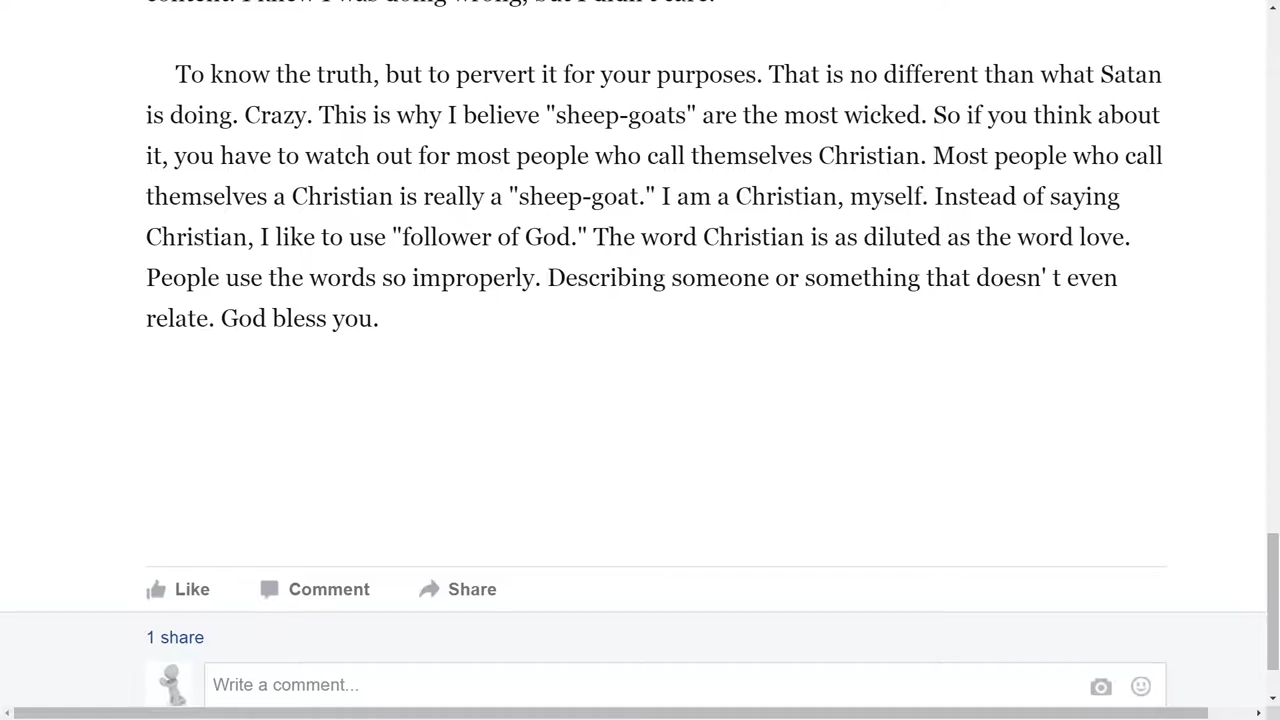 To know the truth, but to pervert it for your purposes. That is no different than what Satan
is doing. Crazy. This is why I believe "sheep-goats" are the most wicked. So if you think about
it, you have to watch out for most people who call themselves Christian. Most people who call
themselves a Christian is really a "sheep-goat." I am a Christian, myself. Instead of saying
Christian, I like to use "follower of God." The word Christian is as diluted as the word love.
People use the words so improperly. Describing someone or something that doesn' t even
relate. God bless you.
Like Comment Share
1 share
Write a comment...